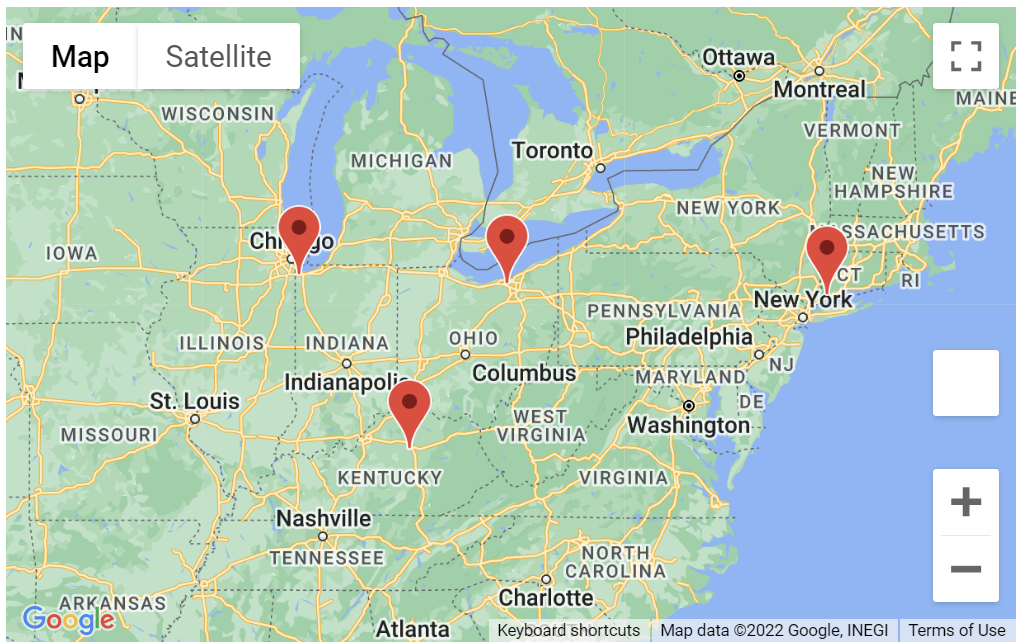 Map
Satellite
Ottawa
Montreal
MAINE
WISCONSIN
VERMONT
MICHIGAN
Toronto
NEW
HAMPSHIRE
NEW YORK
MASSACHUSETTS
Chicago
IOWA
CT
RI
New York
PENNSYLVANIA
Philadelphia
ILLINOIS
INDIANA
OHIO
NJ
Indianapolis
Columbus
MARYLAND
DE
St. Louis
Washington
WEST
VIRGINIA
MISSOURI
KENTUCKY
VIRGINIA
Nashville
TENNESSEE
NORTH
CAROLINA
Charlotte
ARKANSAS
Google
Atlanta
Keyboard shortcuts
Map data ©2022 Google, INEGI
Terms of Use